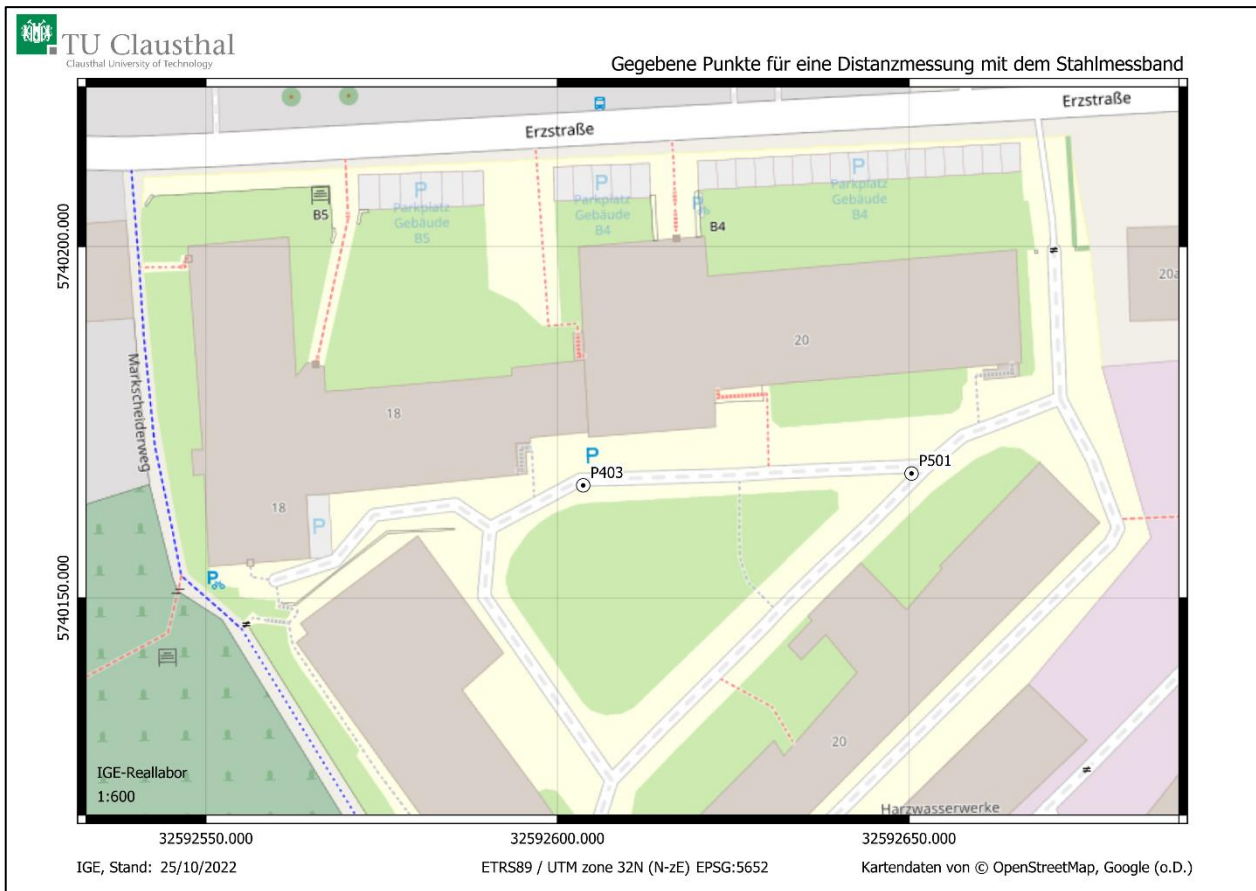 TU Clausthal
Clausthal University of Technology
Gegebene Punkte für eine Distanzmessung mit dem Stahlmessband
Erzstraße
Erzstraße
P
Parkplatz
Gebäude
B5
P
Parkplatz
Gebäude
B4
P
Parkplatz
Gebäude
B4
P
B5
B4
5740200.000
20a
20
Markscheiderweg
18
P
P403
P501
18
P
5740150.000
P
20
IGE-Reallabor
1:600
Harzwasserwerke
32592550.000
32592600.000
32592650.000
IGE, Stand: 25/10/2022
ETRS89 / UTM zone 32N (N-zE) EPSG:5652
Kartendaten von © OpenStreetMap, Google (o.D.)